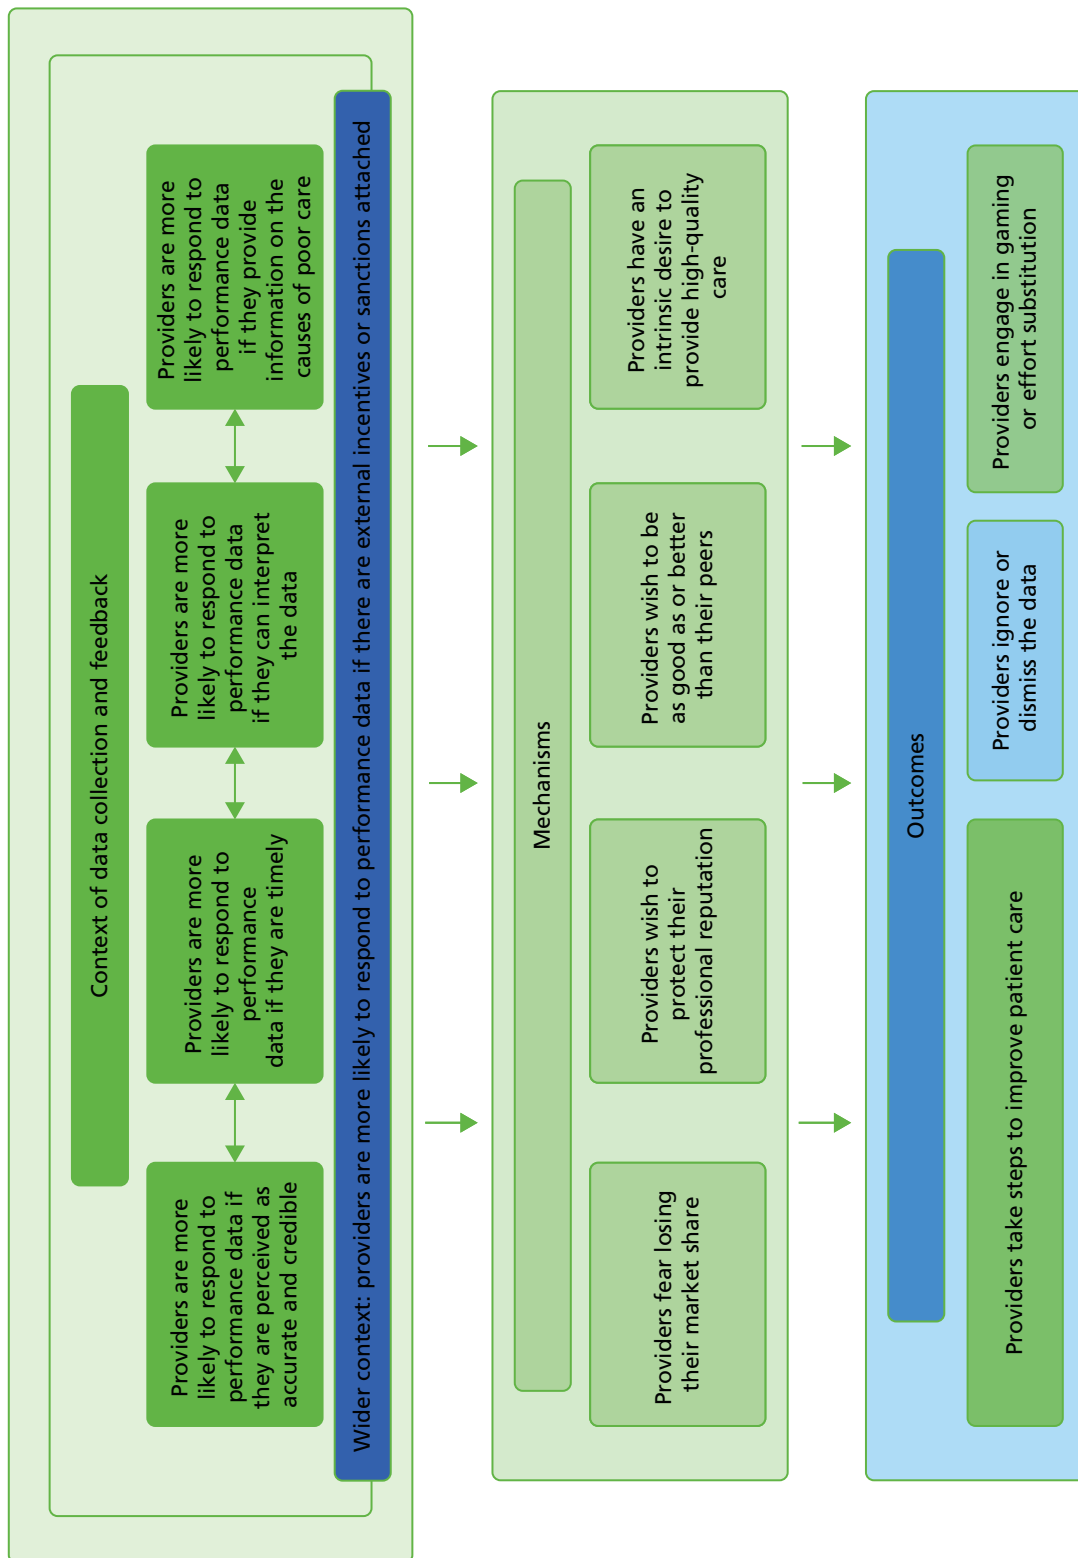 Context of data collection and feedback
Providers are more
likely to respond to
performance data if
they are perceived as
accurate and credible
Providers are more
likely to respond to
performance
data if they are timely
Providers are more
likely to respond to
performance data
if they can interpret
the data
Providers are more
likely to respond to
performance data
if they provide
information on the
causes of poor care
Wider context: providers are more likely to respond to performance data if there are external incentives or sanctions attached
Mechanisms
Providers fear losing
their market share
Providers wish to
protect their
professional reputation
Providers wish to be
as good as or better
than their peers
Providers have an
intrinsic desire to
provide high-quality
care
Outcomes
Providers take steps to improve patient care
Providers ignore or
dismiss the data
Providers engage in gaming
or effort substitution